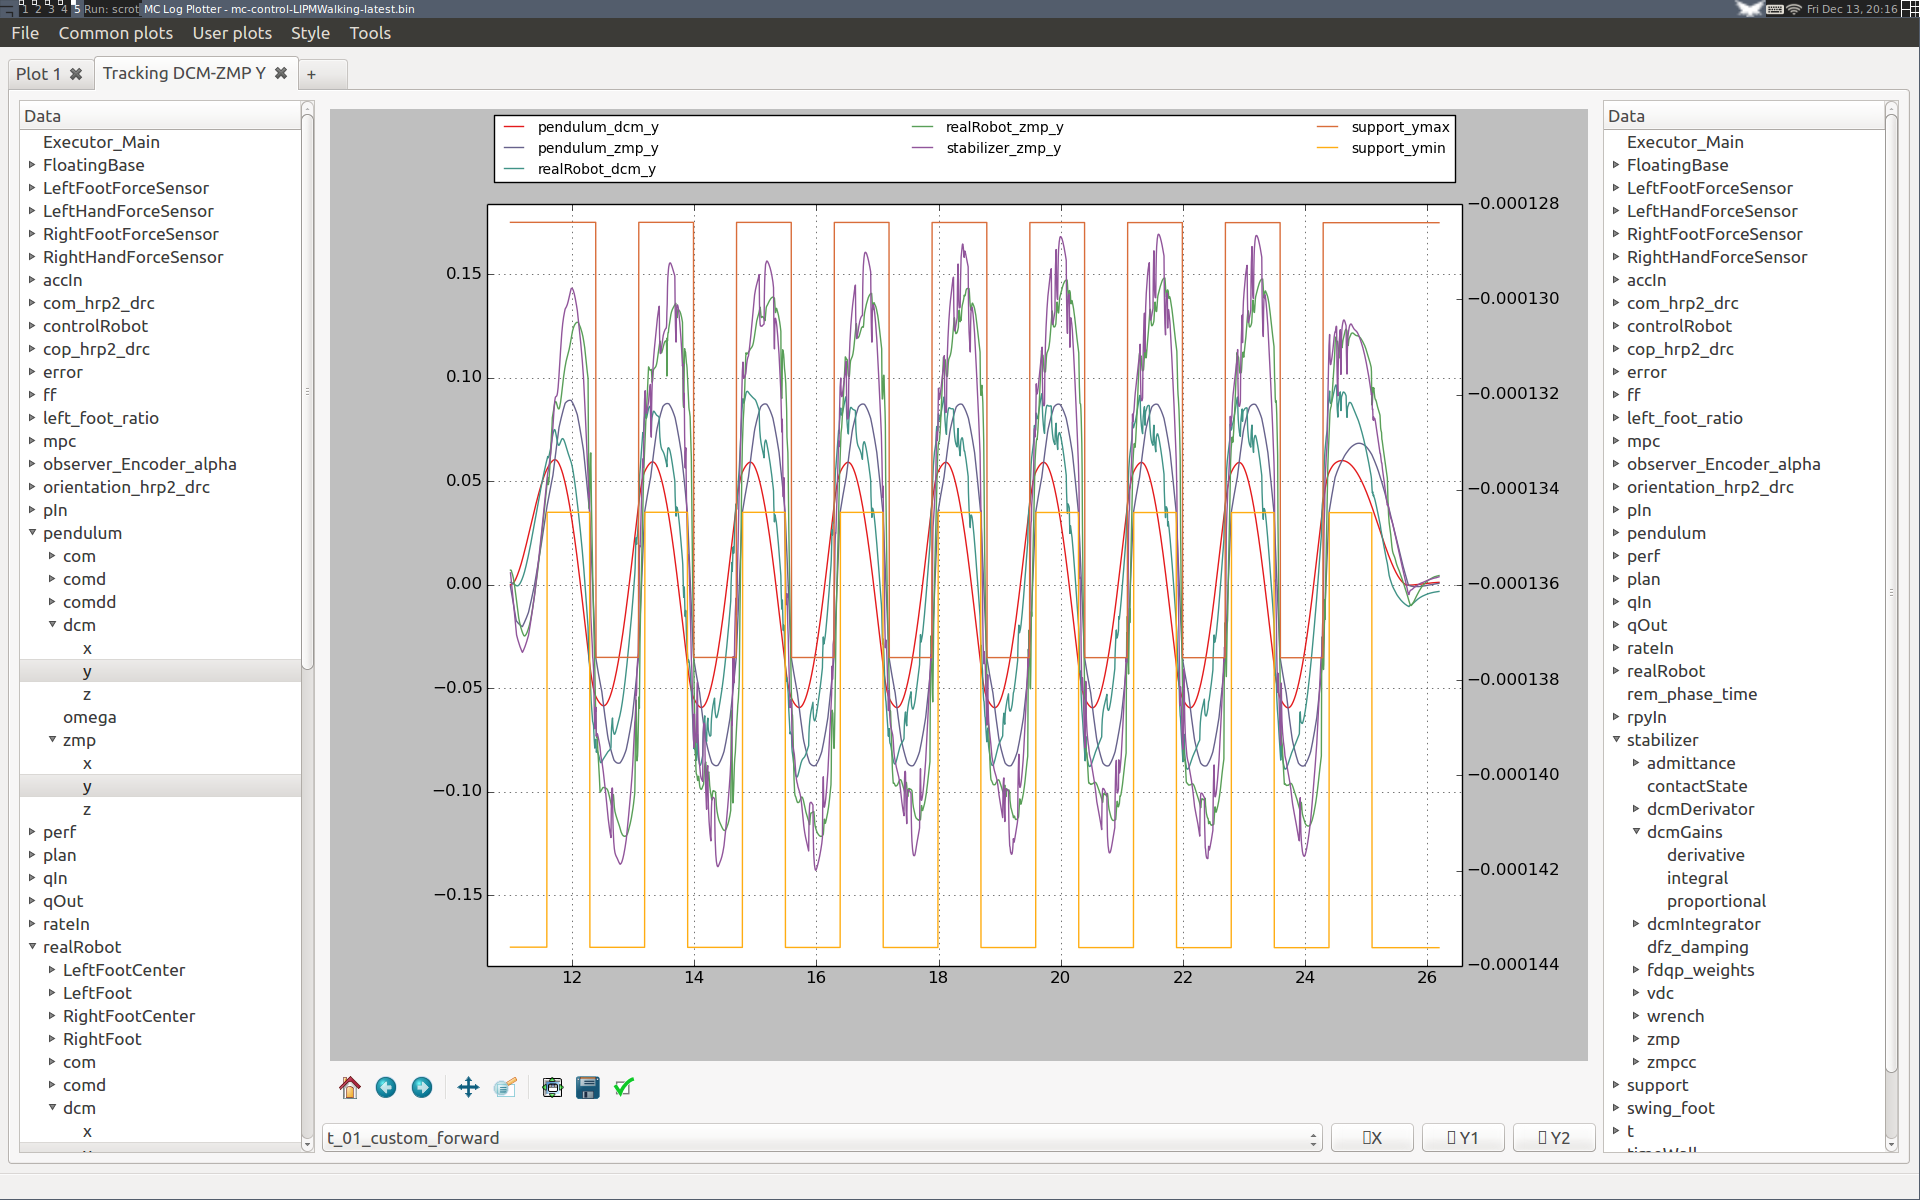 1 2 3 4 5 Run: scrot MC Log Plotter - mc-control-LIPMWalking-latest.bin Fri Dec 13, 20:16
File Common plots User plots Style Tools
Plot 1 Tracking DCM-ZMP Y +
Data
Executor_Main
FloatingBase
LeftFootForceSensor
LeftHandForceSensor
RightFootForceSensor
RightHandForceSensor
accIn
com_hrp2_drc
controlRobot
cop_hrp2_drc
error
ff
left_foot_ratio
mpc
observer_Encoder_alpha
orientation_hrp2_drc
pIn
pendulum
com
comd
comdd
dcm
x
y
z
omega
zmp
x
y
z
perf
plan
qIn
qOut
rateIn
realRobot
LeftFootCenter
LeftFoot
RightFootCenter
RightFoot
com
comd
dcm
x
pendulum_dcm_y realRobot_zmp_y support_ymax
pendulum_zmp_y stabilizer_zmp_y support_ymin
realRobot_dcm_y
0.15
0.10
0.05
0.00
−0.05
−0.10
−0.15
−0.000128
−0.000130
−0.000132
−0.000134
−0.000136
−0.000138
−0.000140
−0.000142
−0.000144
12 14 16 18 20 22 24 26
t_01_custom_forward X Y1 Y2
Data
Executor_Main
FloatingBase
LeftFootForceSensor
LeftHandForceSensor
RightFootForceSensor
RightHandForceSensor
accIn
com_hrp2_drc
controlRobot
cop_hrp2_drc
error
ff
left_foot_ratio
mpc
observer_Encoder_alpha
orientation_hrp2_drc
pIn
pendulum
perf
plan
qIn
qOut
rateIn
realRobot
rem_phase_time
rpyIn
stabilizer
admittance
contactState
dcmDerivator
dcmGains
derivative
integral
proportional
dcmIntegrator
dfz_damping
fdqp_weights
vdc
wrench
zmp
zmpcc
support
swing_foot
t